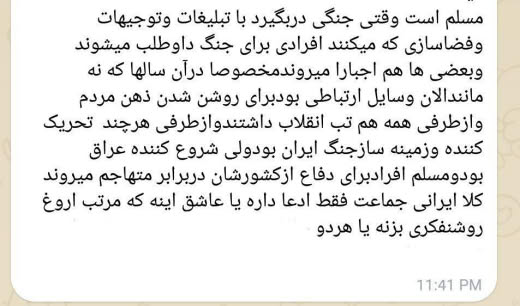 مسلم است وقتی جنگی دربگیرد با تبلیغات وتوجیهات
وفضاسازی که میکنند افرادی برای جنگ داوطلب میشوند
وبعضی ها هم اجبارا میروندمخصوصا درآن سالها که نه
مانندالان وسایل ارتباطی بودبرای روشن شدن ذهن مردم
وازطرفی همه هم تب انقلاب داشتندوازطرفی هرچند تحریک
کننده وزمینه سازجنگ ایران بودولی شروع کننده عراق
بودومسلم افرادبرای دفاع ازکشورشان دربرابر متهاجم میروند
کلا ایرانی جماعت فقط ادعا داره یا عاشق اینه که مرتب اروغ
روشنفکری بزنه یا هردو
11:41 PM